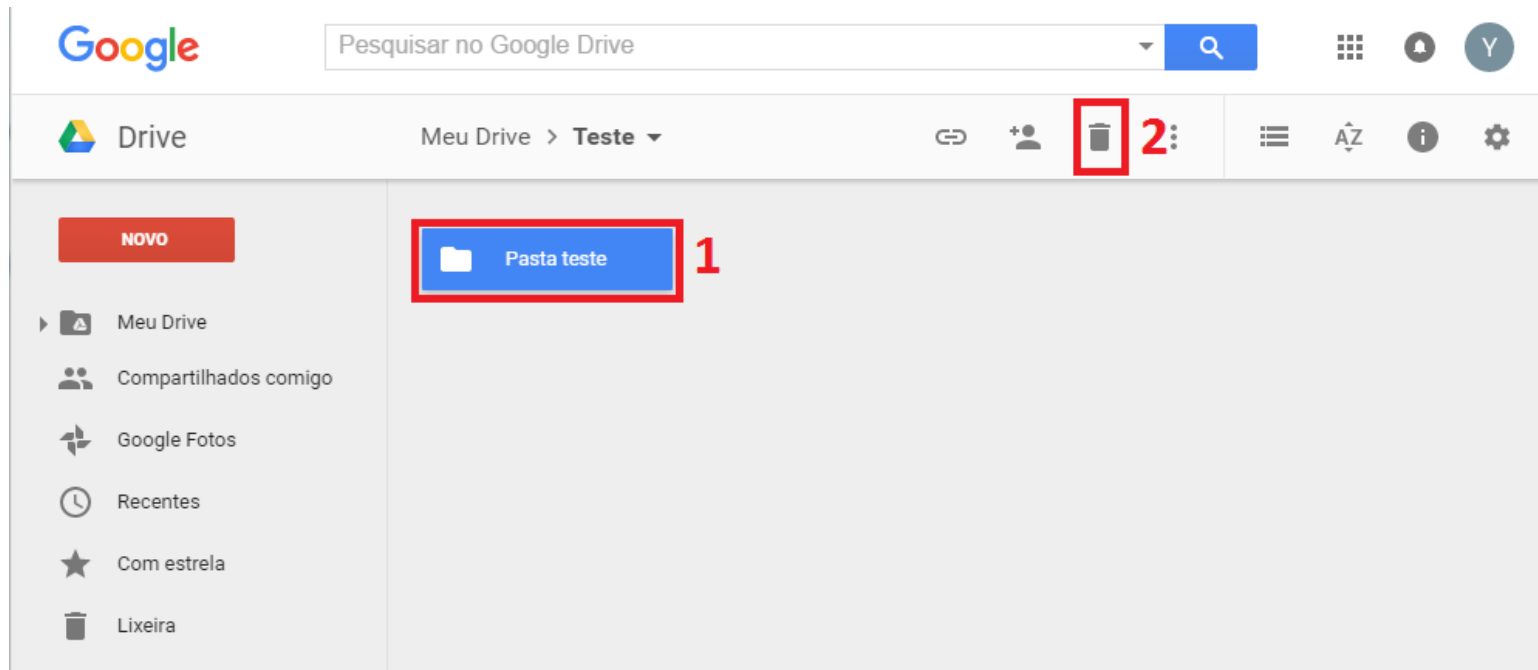 Google
Pesquisar no Google Drive
Y
Drive
Meu Drive > Teste
2
AZ
NOVO
Pasta teste
1
Meu Drive
Compartilhados comigo
Google Fotos
Recentes
Com estrela
Lixeira